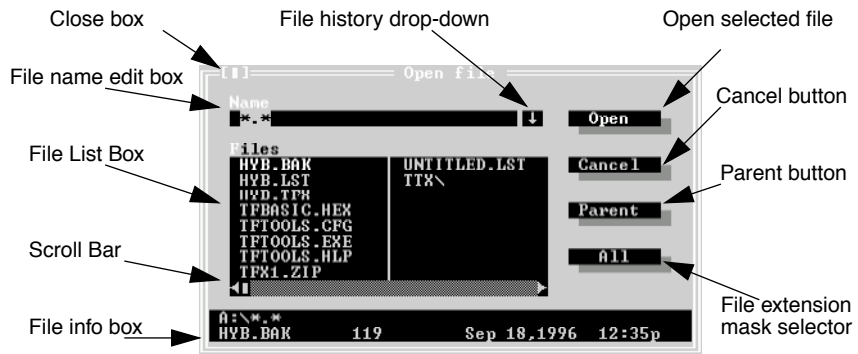 Close box
File history drop-down
Open selected file
File name edit box
[▮] Open file
Name
*.* ↓
Open
Cancel button
File List Box
Files
HYB.BAK UNTITLED.LST
HYB.LST TTX\
HYD.TFX
TFBASIC.HEX
TFTOOLS.CFG
TFTOOLS.EXE
TFTOOLS.HLP
TFX1.ZIP
Cancel
Parent button
Parent
Scroll Bar
All
File info box
A:\*.*
HYB.BAK 119 Sep 18,1996 12:35p
File extension
mask selector